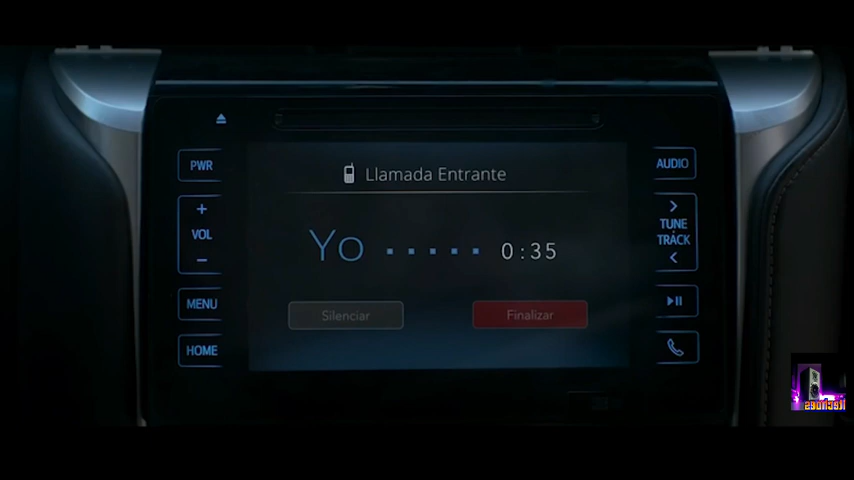 PWR
AUDIO
Llamada Entrante
+
VOL
−
>
TUNE
TRACK
<
Yo ..... 0:35
MENU
Silenciar
Finalizar
HOME